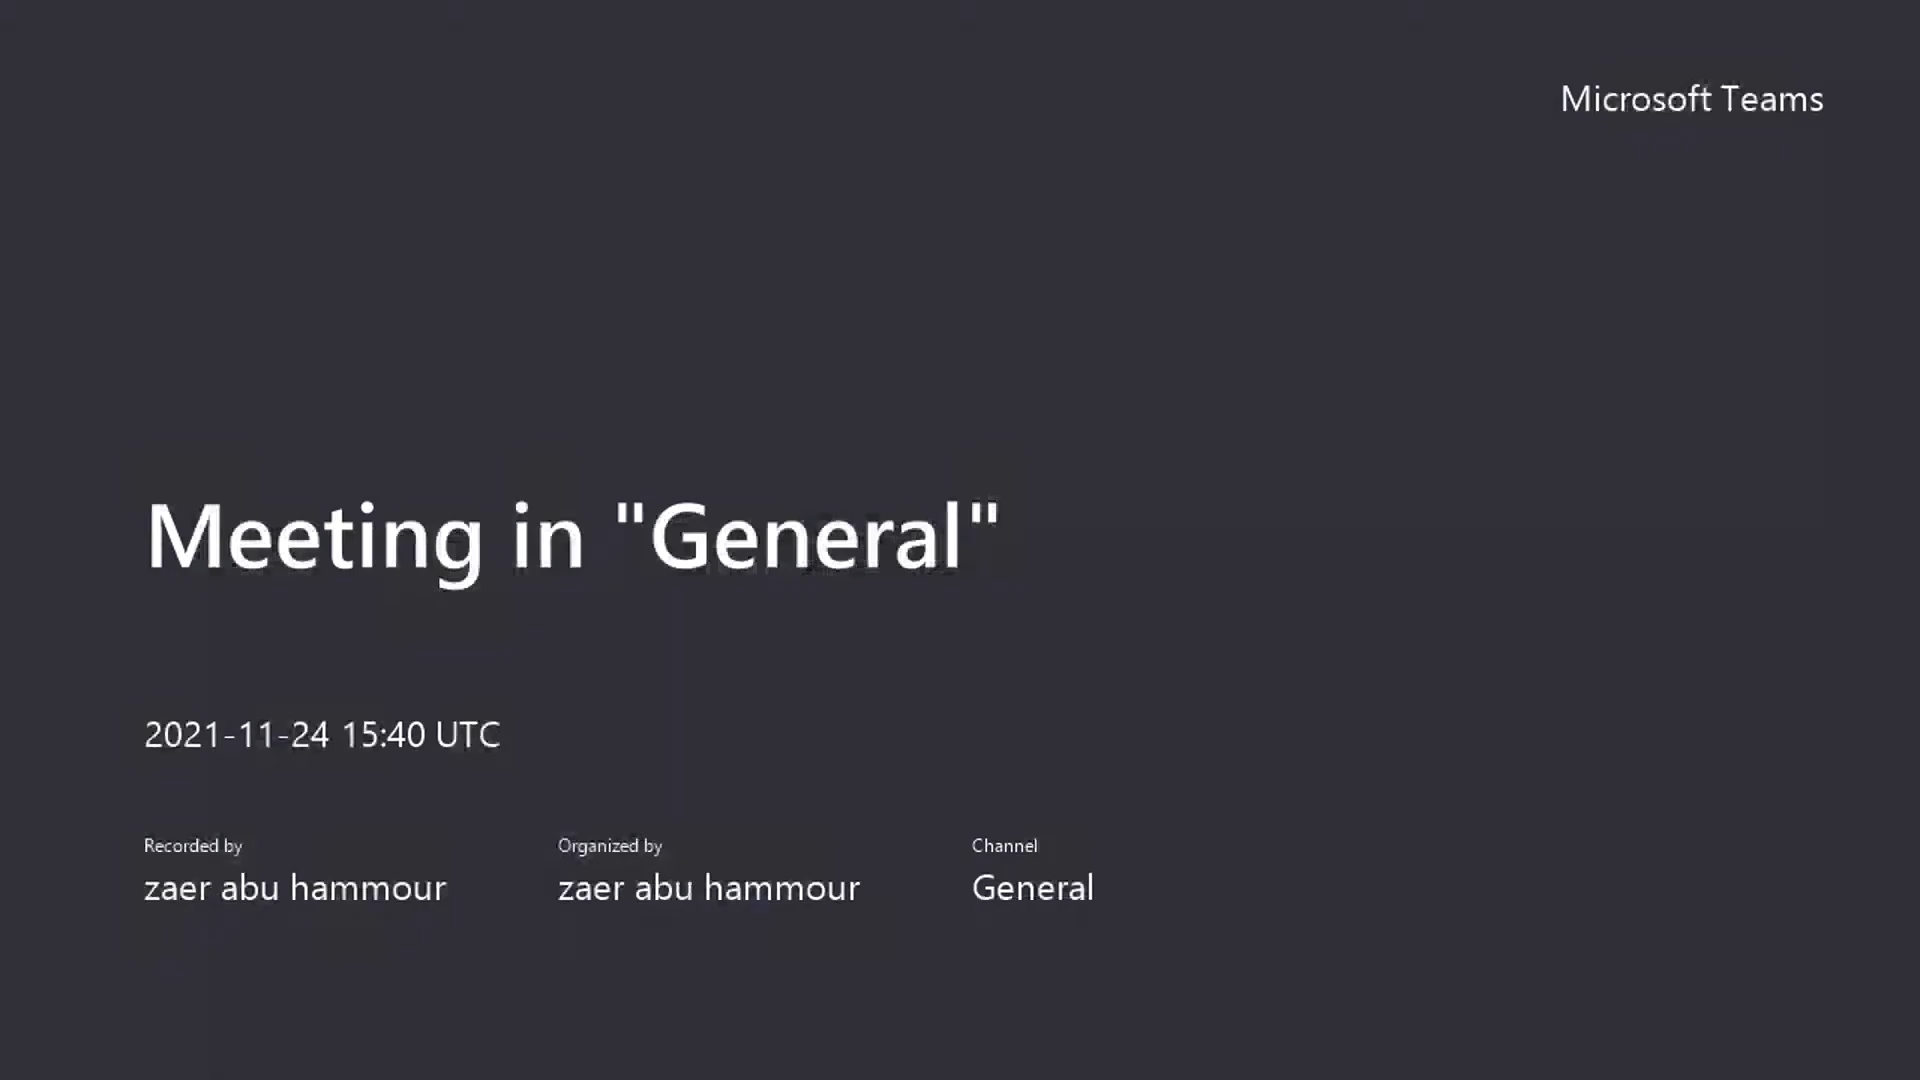 Microsoft Teams
Meeting in "General"
2021-11-24 15:40 UTC
Recorded by
zaer abu hammour
Organized by
zaer abu hammour
Channel
General